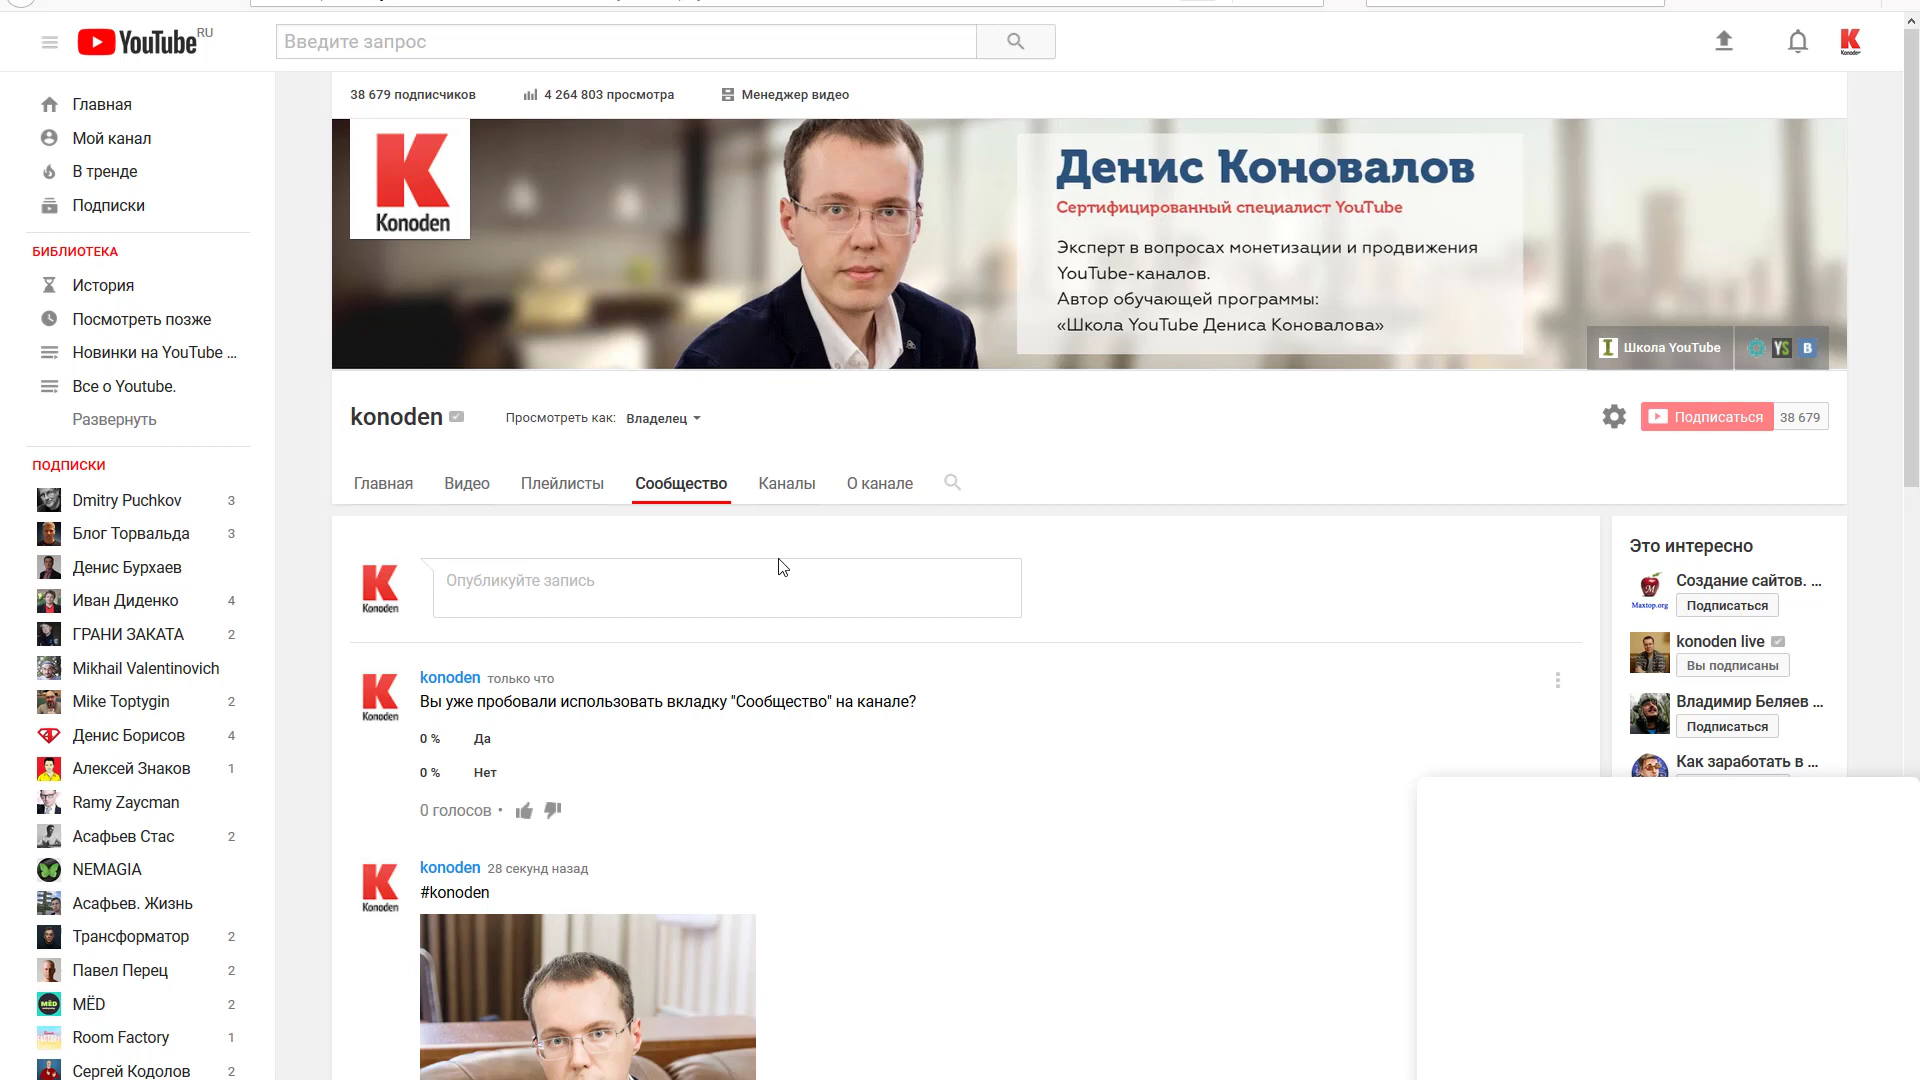 YouTube RU
Введите запрос
K Konoden
Главная
Мой канал
В тренде
Подписки
БИБЛИОТЕКА
История
Посмотреть позже
Новинки на YouTube ...
Все о Youtube.
Развернуть
ПОДПИСКИ
Dmitry Puchkov 3
Блог Торвальда 3
Денис Бурхаев
Иван Диденко 4
ГРАНИ ЗАКАТА 2
Mikhail Valentinovich
Mike Toptygin 2
Денис Борисов 4
Алексей Знаков 1
Ramy Zaycman
Асафьев Стас 2
NEMAGIA
Асафьев. Жизнь
Трансформатор 2
Павел Перец 2
MЁD 2
Room Factory 1
Сергей Кодолов 2
38 679 подписчиков
4 264 803 просмотра
Менеджер видео
K
Konoden
Денис Коновалов
Сертифицированный специалист YouTube
Эксперт в вопросах монетизации и продвижения
YouTube-каналов.
Автор обучающей программы:
«Школа YouTube Дениса Коновалова»
Школа YouTube
YS B
konoden
Просмотреть как: Владелец
Подписаться 38 679
Главная
Видео
Плейлисты
Сообщество
Каналы
О канале
K
Konoden
Опубликуйте запись
K
Konoden
konoden только что
Вы уже пробовали использовать вкладку "Сообщество" на канале?
0 % Да
0 % Нет
0 голосов •
K
Konoden
konoden 28 секунд назад
#konoden
Это интересно
Maxtop.org
Создание сайтов. ...
Подписаться
konoden live
Вы подписаны
Владимир Беляев ...
Подписаться
Как заработать в ...